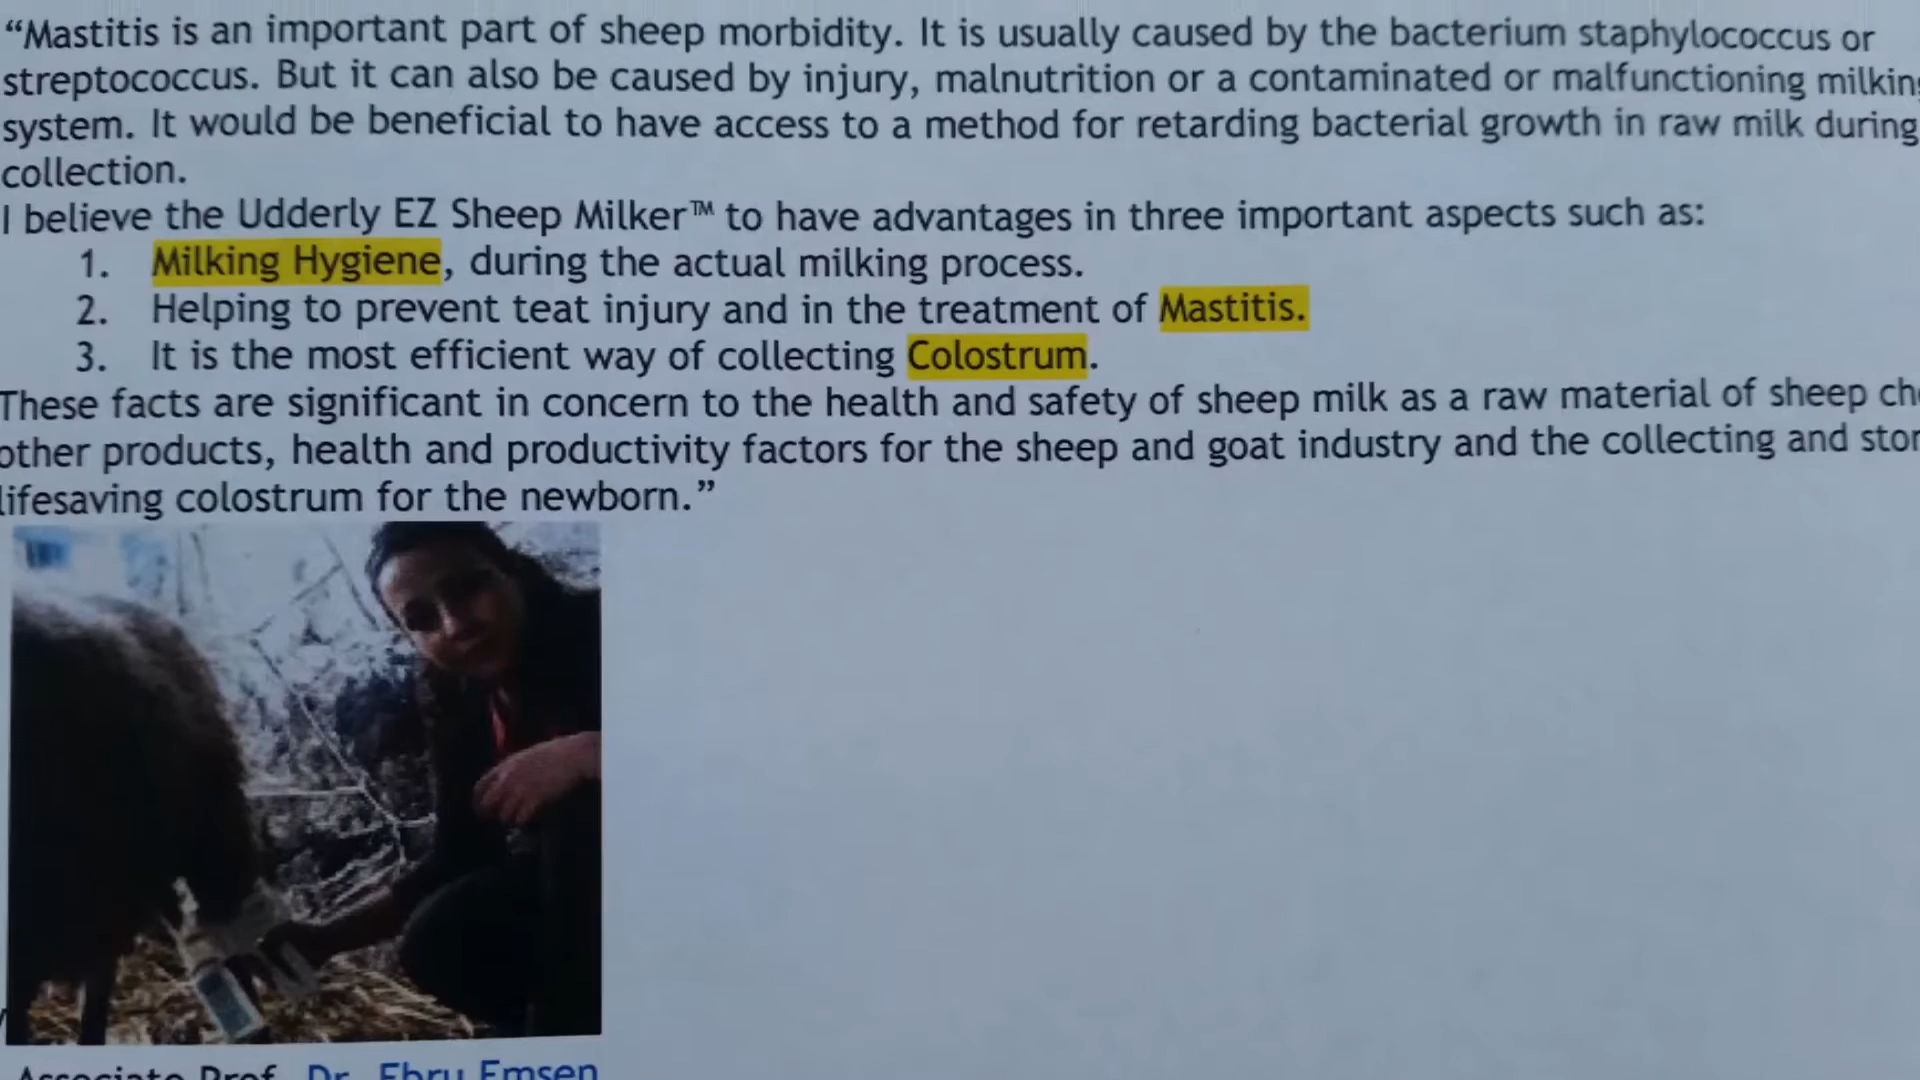 “Mastitis is an important part of sheep morbidity. It is usually caused by the bacterium staphylococcus or
streptococcus. But it can also be caused by injury, malnutrition or a contaminated or malfunctioning
system. It would be beneficial to have access to a method for retarding bacterial growth in raw milk during
collection.
I believe the Udderly EZ Sheep Milker™ to have advantages in three important aspects such as:
1. Milking Hygiene, during the actual milking process.
2. Helping to prevent teat injury and in the treatment of Mastitis.
3. It is the most efficient way of collecting Colostrum.
These facts are significant in concern to the health and safety of sheep milk as a raw material of sheep
other products, health and productivity factors for the sheep and goat industry and the collecting and
lifesaving colostrum for the newborn.”
Associate Prof. Dr. Ebru Emsen